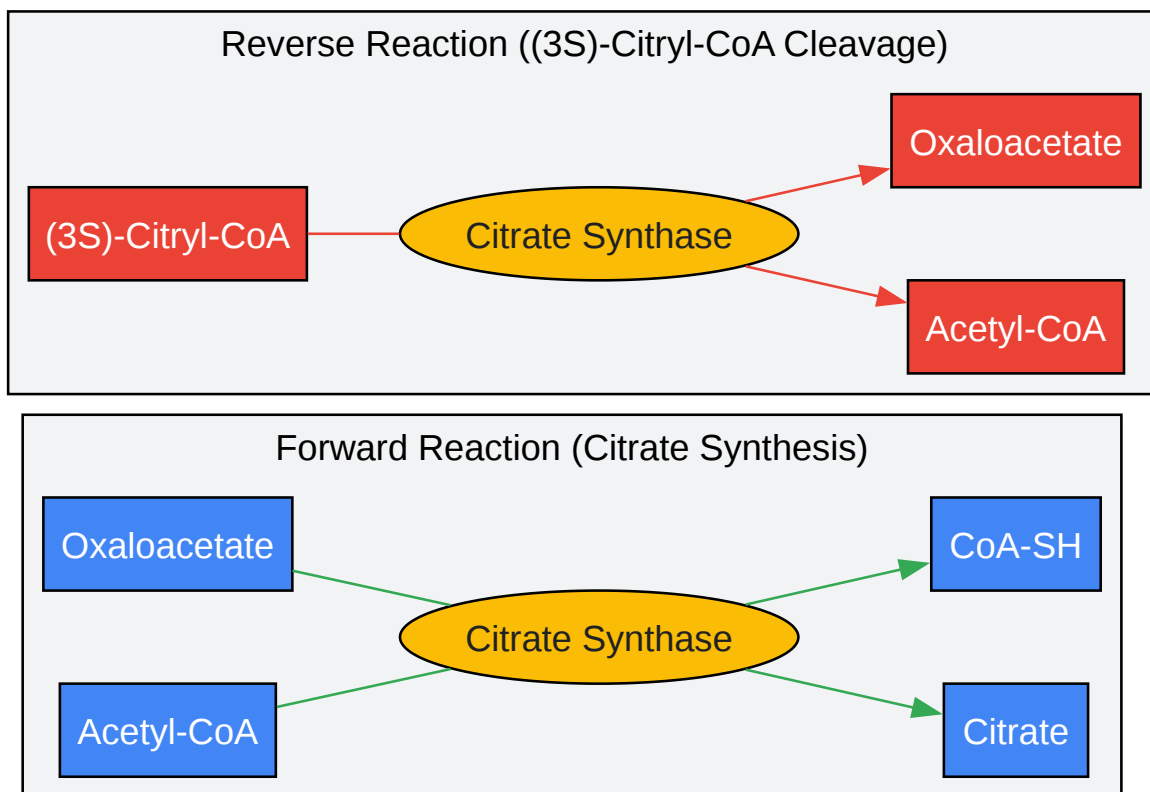 Reverse Reaction ((3S)-Citryl-CoA Cleavage)
Oxaloacetate
(3S)-Citryl-CoA
Citrate Synthase
Acetyl-CoA
Forward Reaction (Citrate Synthesis)
Oxaloacetate
CoA-SH
Citrate Synthase
Acetyl-CoA
Citrate